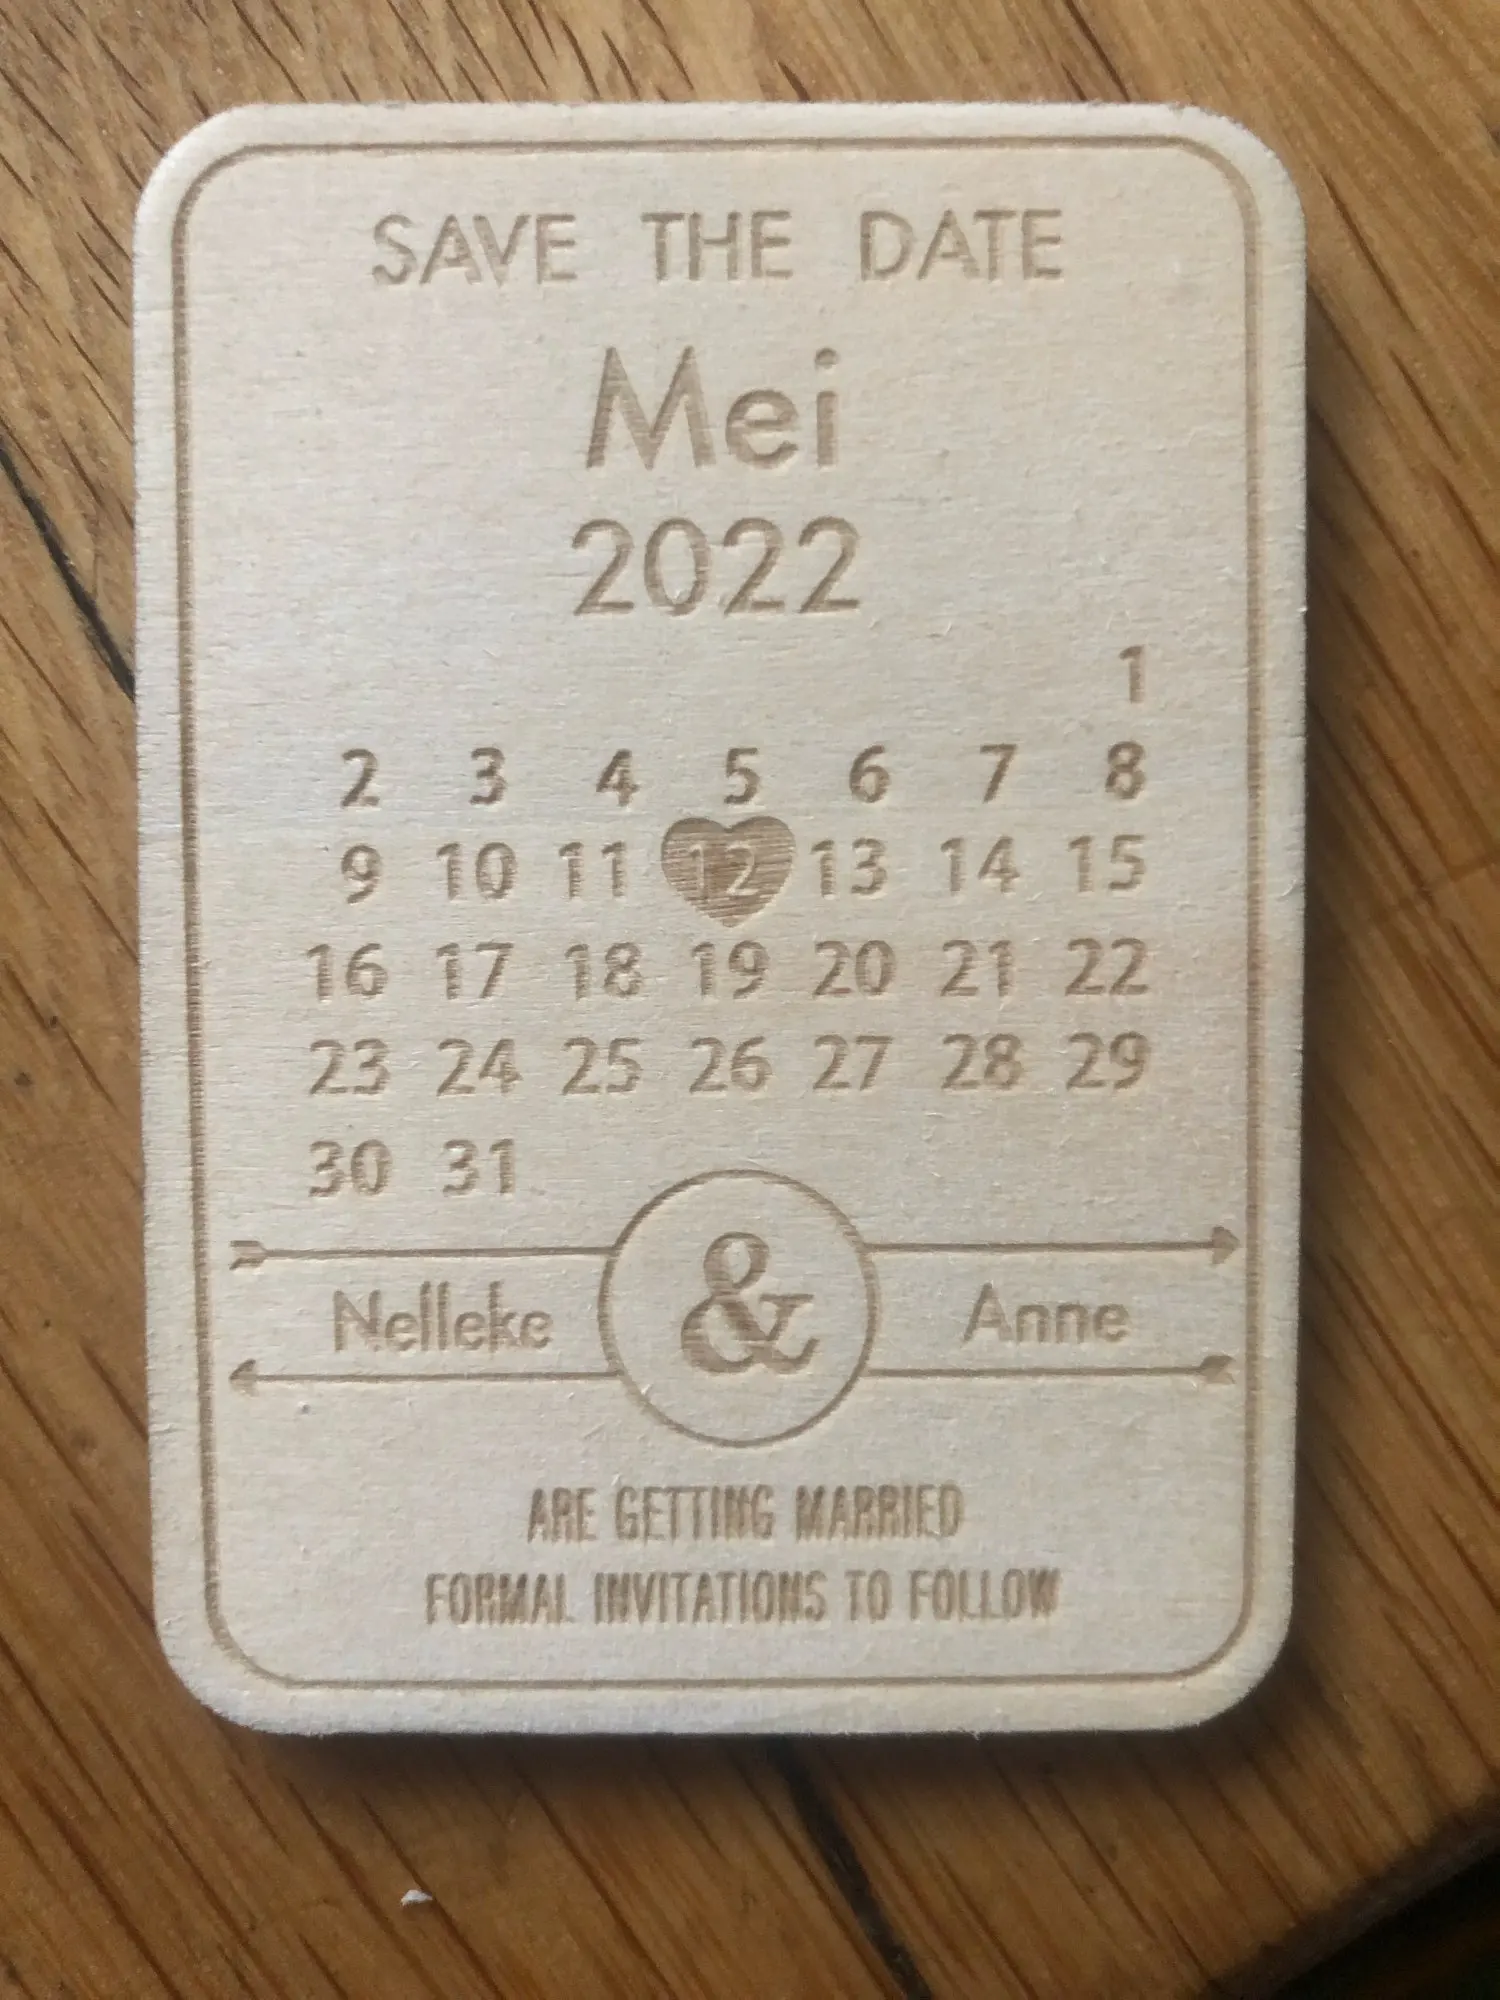 SAVE THE DATE
Mei
2022
1
2 3 4 5 6 7 8
9 10 11 12 13 14 15
16 17 18 19 20 21 22
23 24 25 26 27 28 29
30 31
Nelleke & Anne
ARE GETTING MARRIED
FORMAL INVITATIONS TO FOLLOW